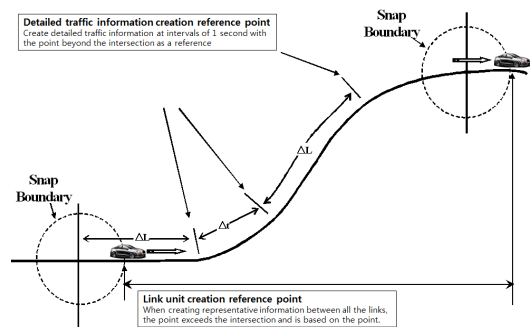 Detailed traffic information creation reference point
Create detailed traffic information at intervals of 1 second with
the point beyond the intersection as a reference
Snap
Boundary
ΔL
Δt
Snap
Boundary
ΔL
Link unit creation reference point
When creating representative information between all the links,
the point exceeds the intersection and is based on the point.